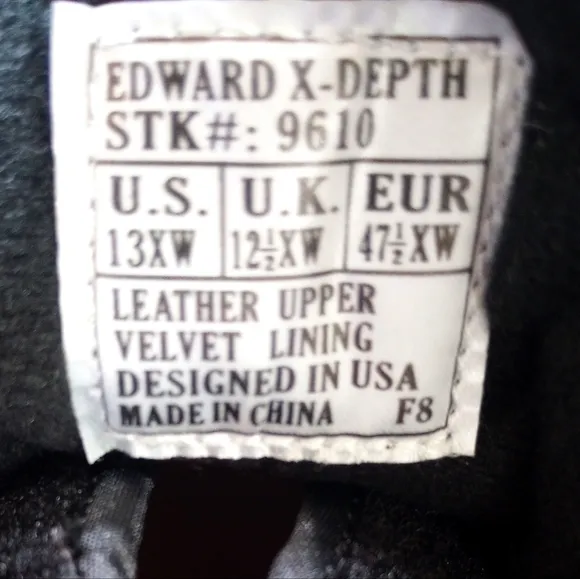 EDWARD X-DEPTH
STK#: 9610
U.S. U.K. EUR
13XW 12½XW 47½XW
LEATHER UPPER
VELVET LINING
DESIGNED IN USA
MADE IN CHINA F8